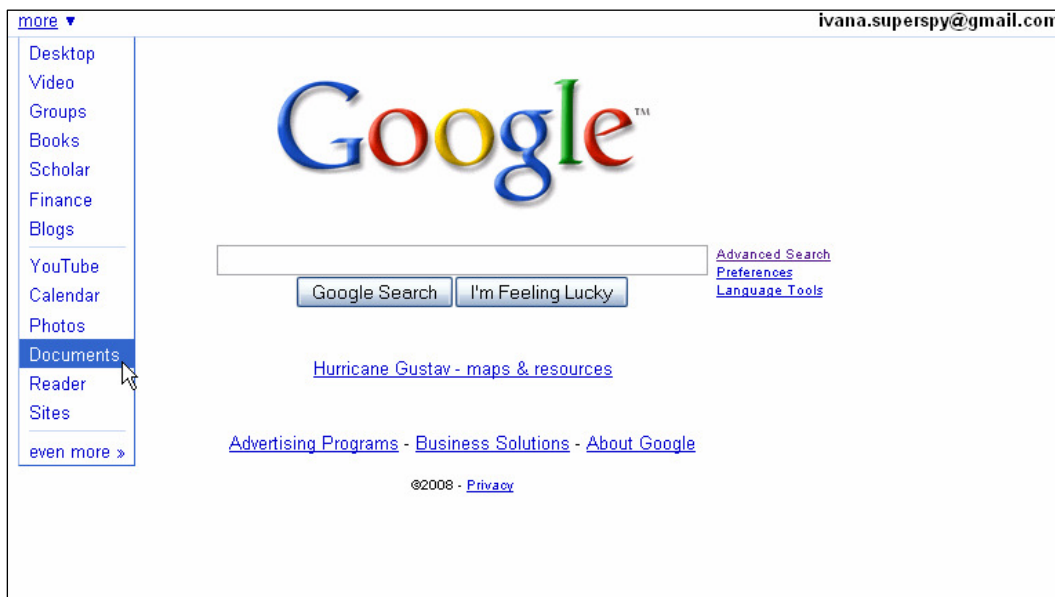 more ▼
ivana.superspy@gmail.com
Desktop
Video
Groups
Books
Scholar
Finance
Blogs
YouTube
Calendar
Photos
Documents
Reader
Sites
even more »
Google™
Advanced Search
Preferences
Language Tools
Google Search I'm Feeling Lucky
Hurricane Gustav - maps & resources
Advertising Programs - Business Solutions - About Google
©2008 - Privacy